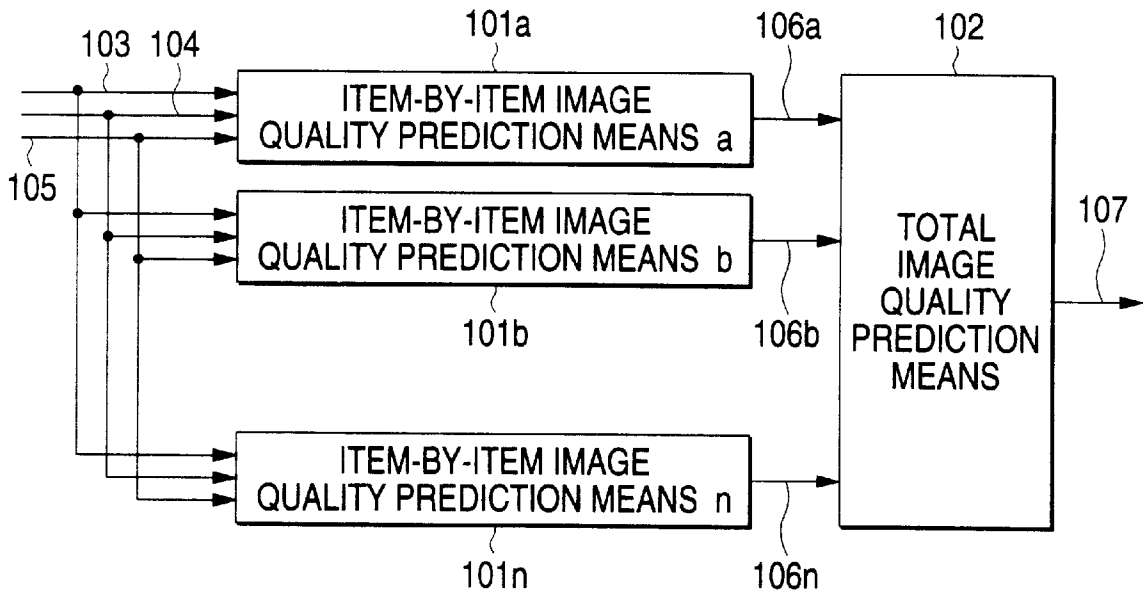 103
104
101a
106a
102
ITEM-BY-ITEM IMAGE
QUALITY PREDICTION MEANS a
105
ITEM-BY-ITEM IMAGE
QUALITY PREDICTION MEANS b
101b
106b
TOTAL
IMAGE
QUALITY
PREDICTION
MEANS
107
ITEM-BY-ITEM IMAGE
QUALITY PREDICTION MEANS n
101n
106n